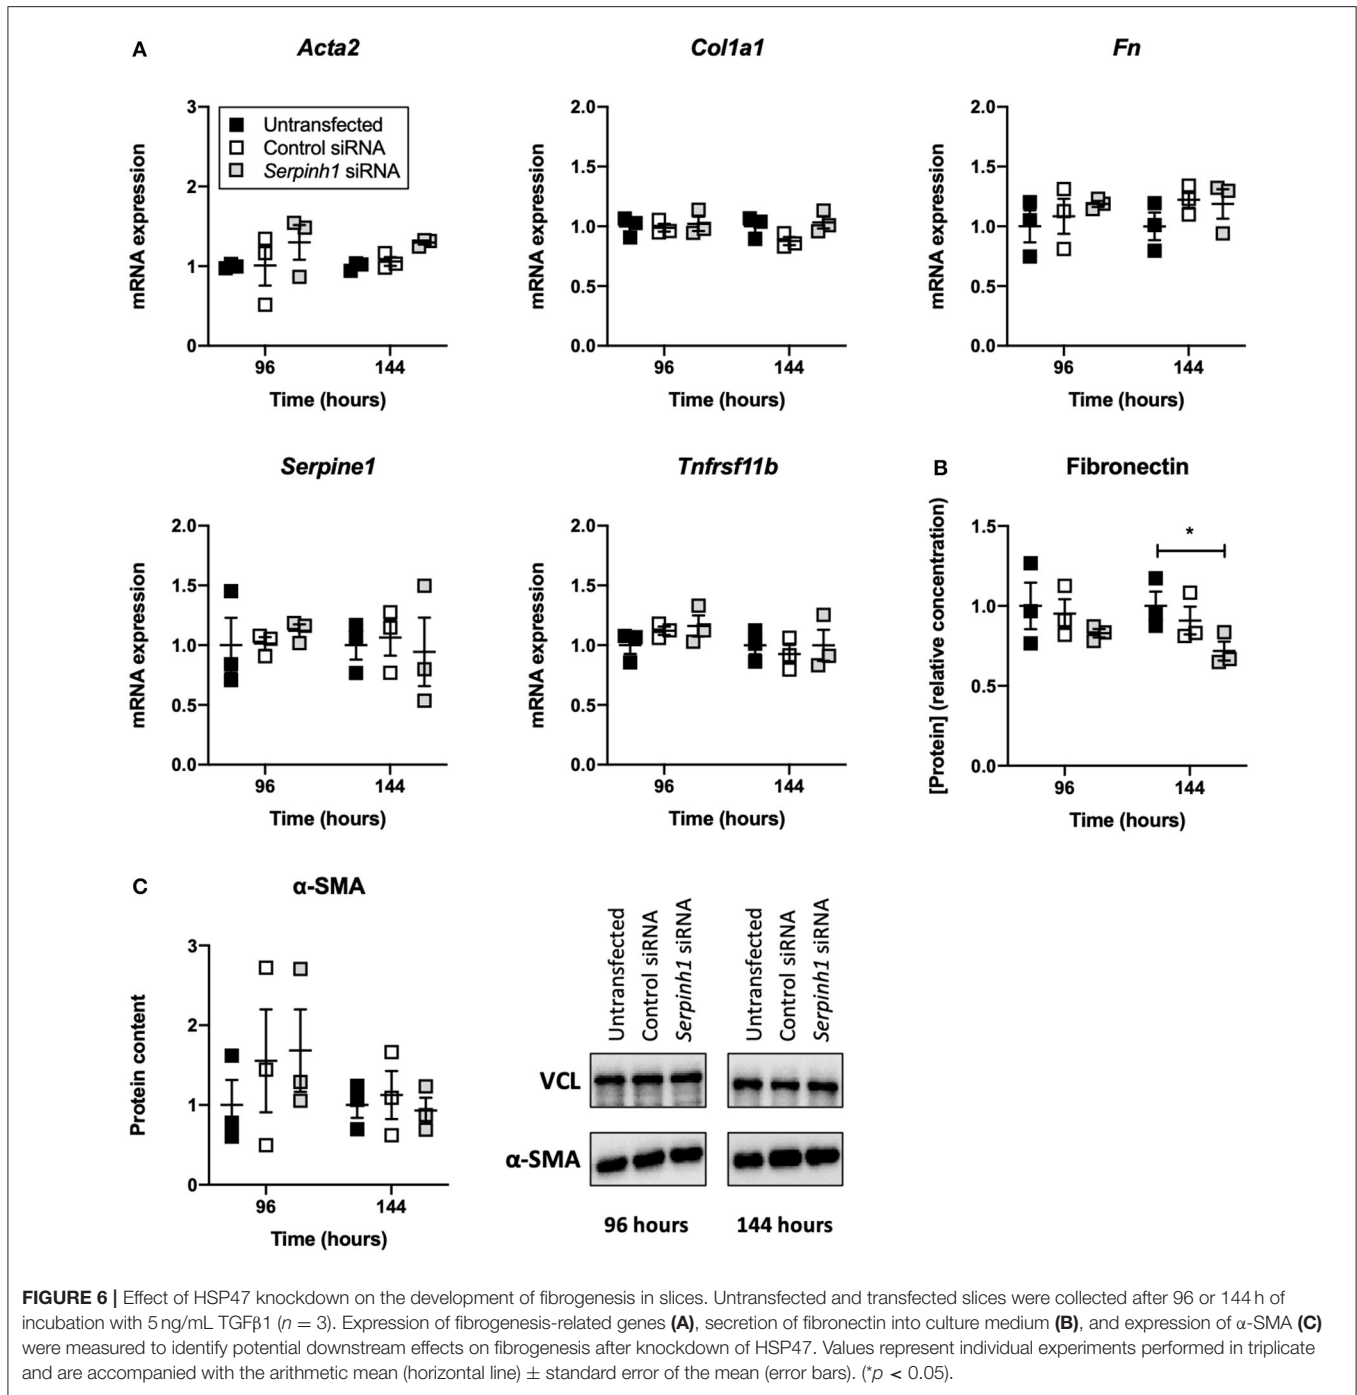 A
Acta2
Col1a1
Fn
mRNA expression
3
2
1
0
Untransfected
Control siRNA
Serpinh1 siRNA
96
144
Time (hours)
mRNA expression
2.0
1.5
1.0
0.5
0.0
96
144
Time (hours)
mRNA expression
2.0
1.5
1.0
0.5
0.0
96
144
Time (hours)
Serpine1
Tnfrsf11b
B
Fibronectin
mRNA expression
2.0
1.5
1.0
0.5
0.0
96
144
Time (hours)
mRNA expression
2.0
1.5
1.0
0.5
0.0
96
144
Time (hours)
[Protein] (relative concentration)
1.5
1.0
0.5
0.0
*
96
144
Time (hours)
C
α-SMA
Protein content
3
2
1
0
96
144
Time (hours)
Untransfected
Control siRNA
Serpinh1 siRNA
Untransfected
Control siRNA
Serpinh1 siRNA
VCL
α-SMA
96 hours
144 hours
FIGURE 6 | Effect of HSP47 knockdown on the development of fibrogenesis in slices. Untransfected and transfected slices were collected after 96 or 144 h of
incubation with 5 ng/mL TGFβ1 (n = 3). Expression of fibrogenesis-related genes (A), secretion of fibronectin into culture medium (B), and expression of α-SMA (C)
were measured to identify potential downstream effects on fibrogenesis after knockdown of HSP47. Values represent individual experiments performed in triplicate
and are accompanied with the arithmetic mean (horizontal line) ± standard error of the mean (error bars). (*p < 0.05).